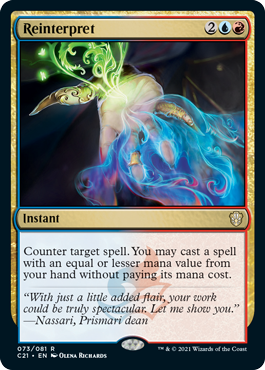 Reinterpret 2
Instant
Counter target spell. You may cast a spell
with an equal or lesser mana value from
your hand without paying its mana cost.
“With just a little added flair, your work
could be truly spectacular. Let me show you.”
—Nassari, Prismari dean
073/081 R
C21 • EN Olena Richards
™ & © 2021 Wizards of the Coast